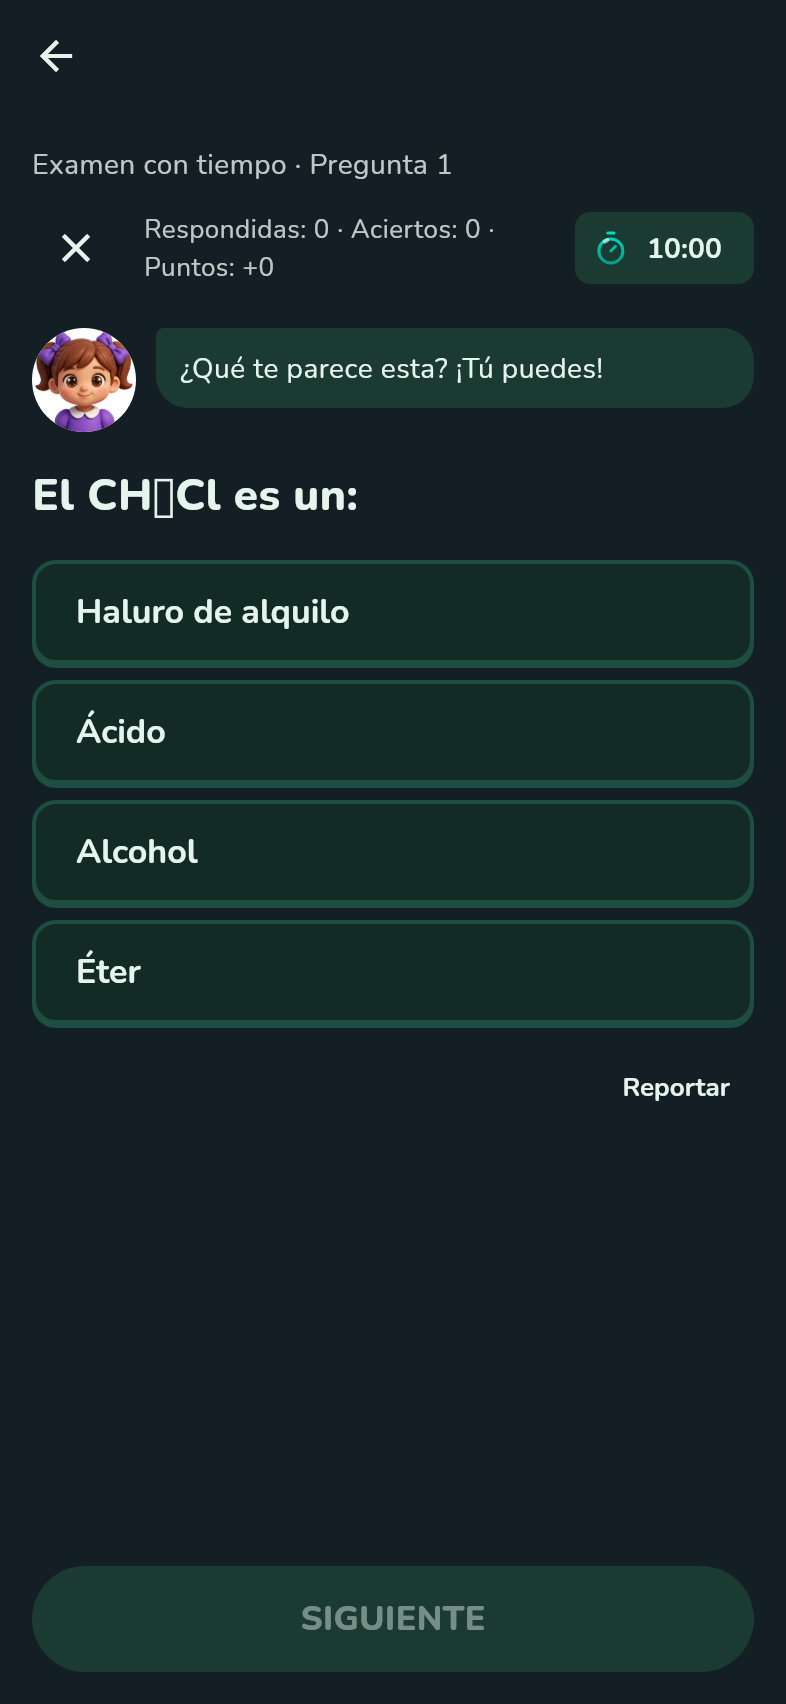 Examen con tiempo · Pregunta 1
Respondidas: 0 · Aciertos: 0 ·
Puntos: +0
10:00
¿Qué te parece esta? ¡Tú puedes!
El CH▯Cl es un:
Haluro de alquilo
Ácido
Alcohol
Éter
Reportar
SIGUIENTE